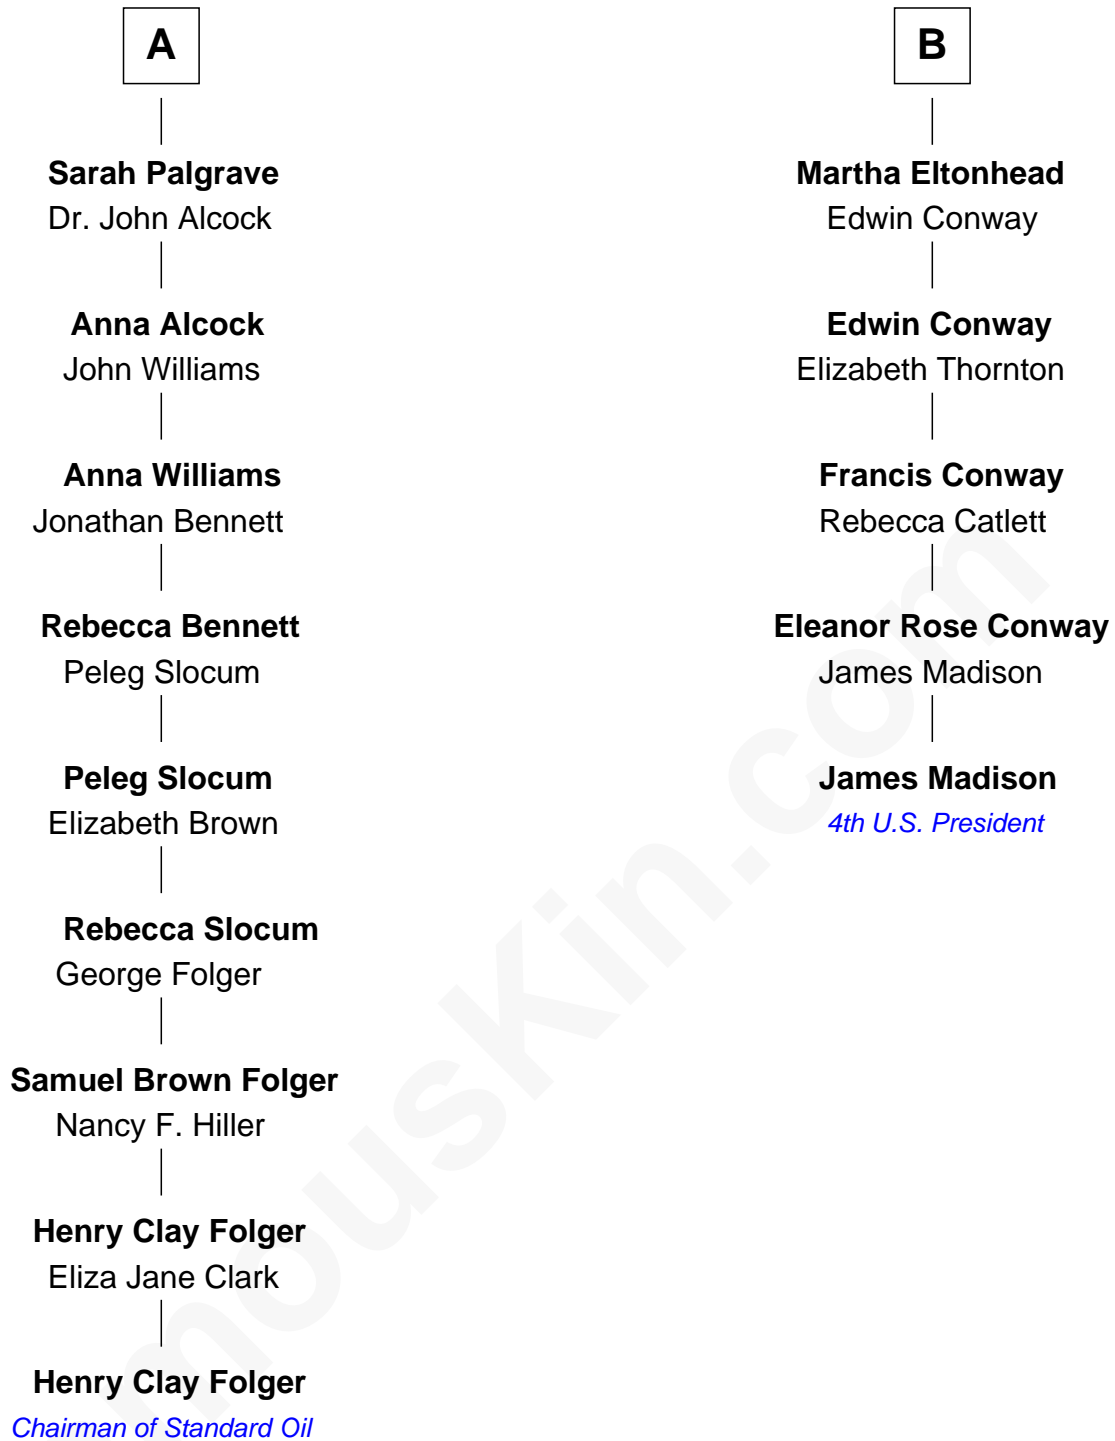 A
Sarah Palgrave
Dr. John Alcock
Anna Alcock
John Williams
Anna Williams
Jonathan Bennett
Rebecca Bennett
Peleg Slocum
Peleg Slocum
Elizabeth Brown
Rebecca Slocum
George Folger
Samuel Brown Folger
Nancy F. Hiller
Henry Clay Folger
Eliza Jane Clark
Henry Clay Folger
Chairman of Standard Oil
B
Martha Eltonhead
Edwin Conway
Edwin Conway
Elizabeth Thornton
Francis Conway
Rebecca Catlett
Eleanor Rose Conway
James Madison
James Madison
4th U.S. President
mouskin.com